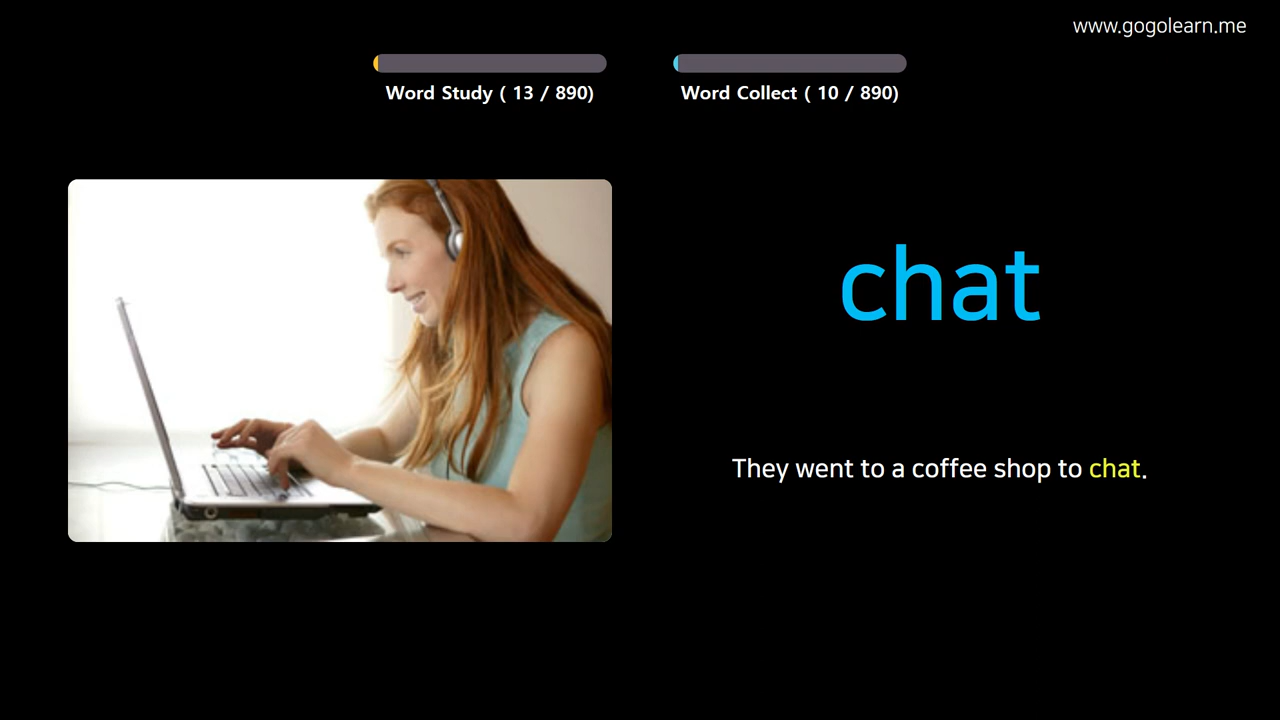 www.gogolearn.me
Word Study ( 13 / 890)
Word Collect ( 10 / 890)
chat
They went to a coffee shop to chat.